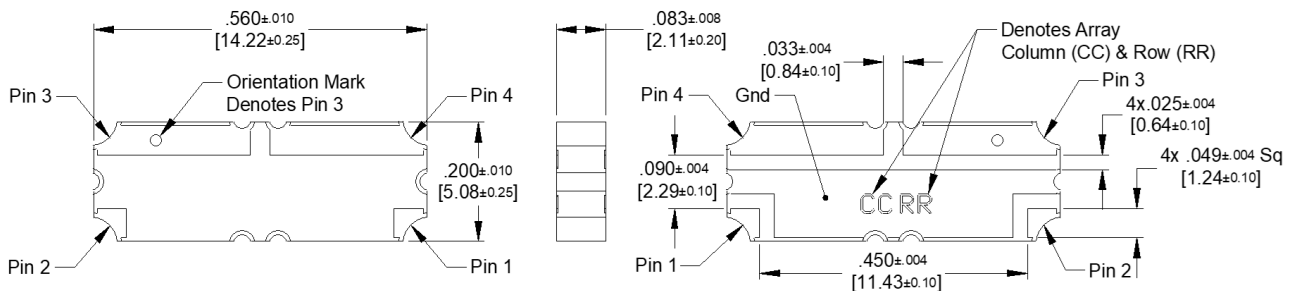 .560±.010
[14.22±0.25]
Pin 3
Orientation Mark
Denotes Pin 3
Pin 4
.200±.010
[5.08±0.25]
Pin 2
Pin 1
.083±.008
[2.11±0.20]
.033±.004
[0.84±0.10]
Denotes Array
Column (CC) & Row (RR)
Pin 4
Gnd
Pin 3
4x.025±.004
[0.64±0.10]
.090±.004
[2.29±0.10]
4x .049±.004 Sq
[1.24±0.10]
CC RR
Pin 1
Pin 2
.450±.004
[11.43±0.10]